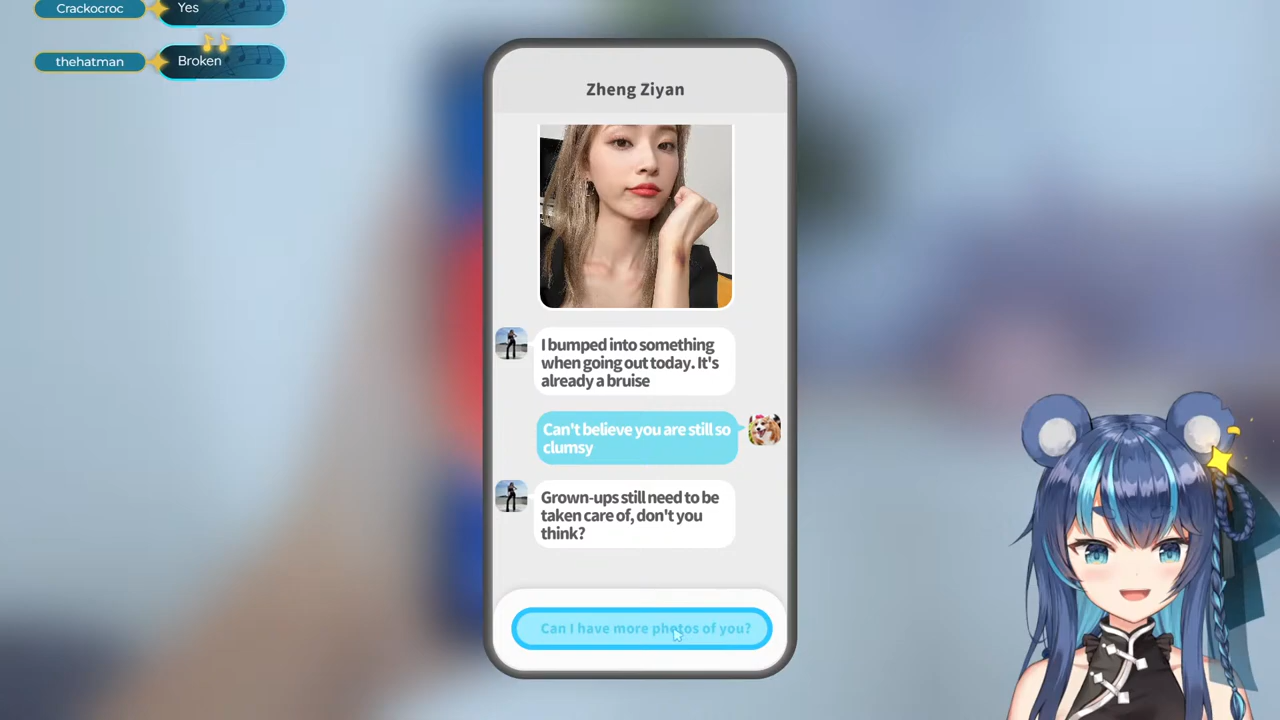 Crackocroc
Yes
thehatman
Broken
Zheng Ziyan
I bumped into something
when going out today. It's
already a bruise
Can't believe you are still so
clumsy
Grown-ups still need to be
taken care of, don't you
think?
Can I have more photos of you?